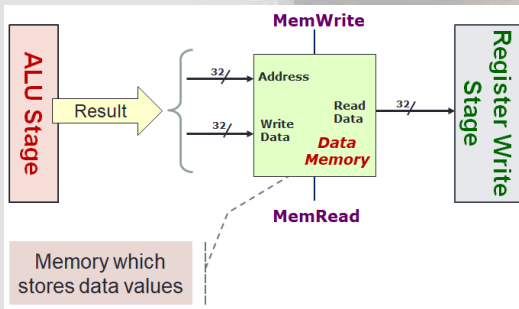 MemWrite
ALU Stage
Result
32
Address
32
Write
Data
Read
Data
Data
Memory
32
Register Write
Stage
MemRead
Memory which
stores data values